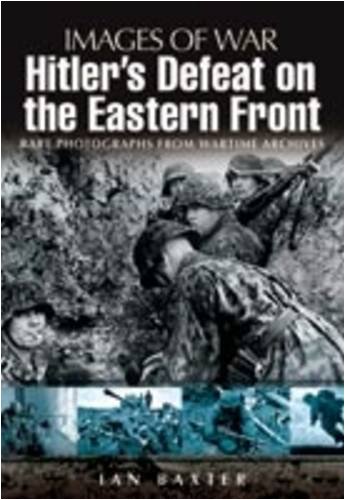 IMAGES OF WAR
Hitler's Defeat on
the Eastern Front
RARE PHOTOGRAPHS FROM WARTIME ARCHIVES
IAN BAXTER